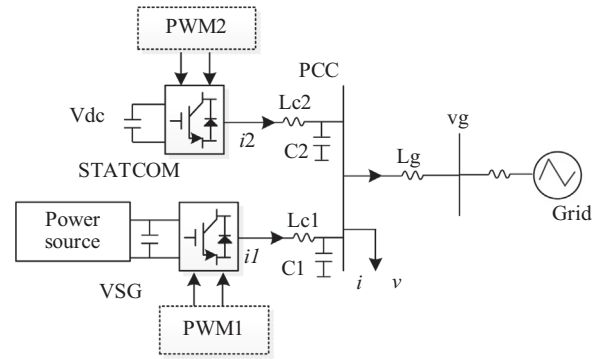 PWM2
PCC
Vdc
i2
Lc2
C2
STATCOM
vg
Lg
Grid
Power
source
i1
Lc1
C1
VSG
i
v
PWM1